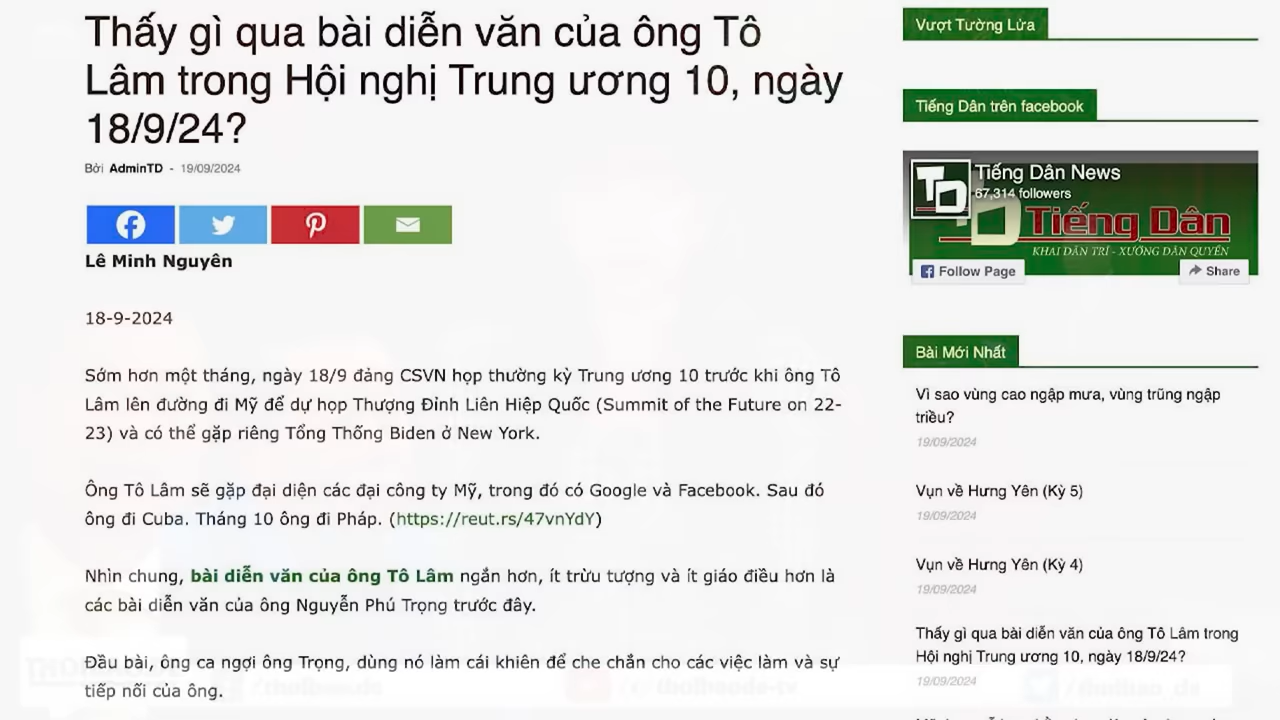 Thấy gì qua bài diễn văn của ông Tô
Lâm trong Hội nghị Trung ương 10, ngày
18/9/24?
Bởi AdminTD - 19/09/2024
Lê Minh Nguyên
18-9-2024
Sớm hơn một tháng, ngày 18/9 đảng CSVN họp thường kỳ Trung ương 10 trước khi ông Tô
Lâm lên đường đi Mỹ để dự họp Thượng Đỉnh Liên Hiệp Quốc (Summit of the Future on 22-
23) và có thể gặp riêng Tổng Thống Biden ở New York.
Ông Tô Lâm sẽ gặp đại diện các đại công ty Mỹ, trong đó có Google và Facebook. Sau đó
ông đi Cuba. Tháng 10 ông đi Pháp. (https://reut.rs/47vnYdY)
Nhìn chung, bài diễn văn của ông Tô Lâm ngắn hơn, ít trừu tượng và ít giáo điều hơn là
các bài diễn văn của ông Nguyễn Phú Trọng trước đây.
Đầu bài, ông ca ngợi ông Trọng, dùng nó làm cái khiên để che chắn cho các việc làm và sự
tiếp nối của ông.
Vượt Tường Lửa
Tiếng Dân trên facebook
TD
Tiếng Dân News
67,314 followers
Tiếng Dân
KHAI DÂN TRÍ - XƯỚNG DÂN QUYỀN
Follow Page
Share
Bài Mới Nhất
Vì sao vùng cao ngập mưa, vùng trũng ngập
triều?
19/09/2024
Vụn về Hưng Yên (Kỳ 5)
19/09/2024
Vụn về Hưng Yên (Kỳ 4)
19/09/2024
Thấy gì qua bài diễn văn của ông Tô Lâm trong
Hội nghị Trung ương 10, ngày 18/9/24?
19/09/2024